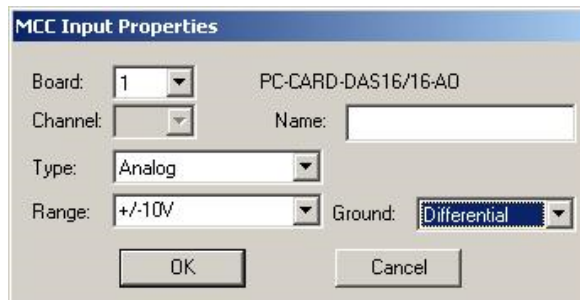 MCC Input Properties
Board: 1 PC-CARD-DAS16/16-AO
Channel: Name:
Type: Analog
Range: +/-10V Ground: Differential
OK Cancel